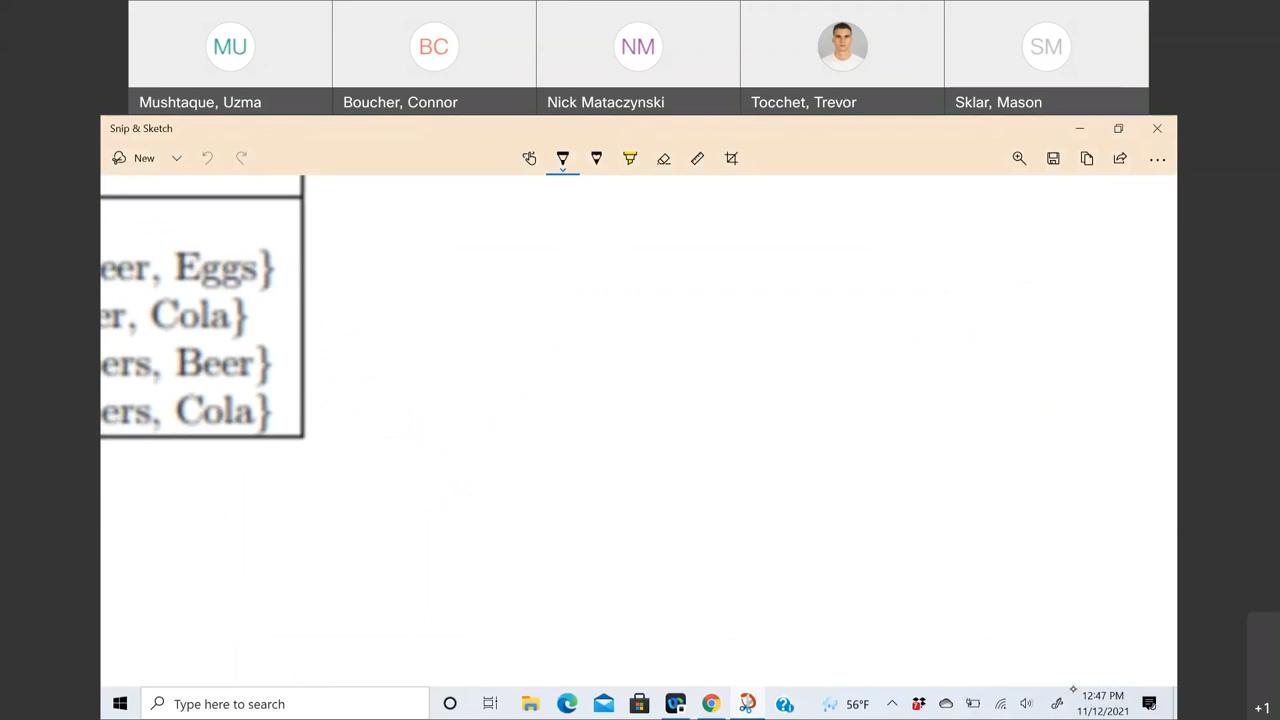 MU
BC
NM
SM
Mushtaque, Uzma
Boucher, Connor
Nick Mataczynski
Tocchet, Trevor
Sklar, Mason
Snip & Sketch
New
eer, Eggs}
er, Cola}
ers, Beer}
ers, Cola}
Type here to search
56°F
12:47 PM
11/12/2021
+1